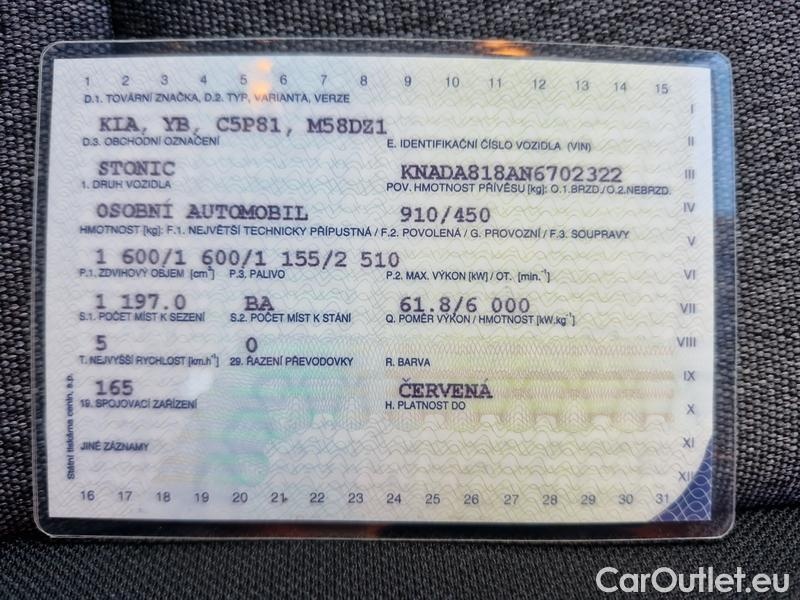 1 2 3 4 5 6 7 8 9 10 11 12 13 14 15
D.1. TOVÁRNÍ ZNAČKA, D.2. TYP, VARIANTA, VERZE
I
KIA, YB, C5P81, M58DZ1
D.3. OBCHODNÍ OZNAČENÍ E. IDENTIFIKAČNÍ ČÍSLO VOZIDLA (VIN) II
STONIC KNADA818AN6702322 III
1. DRUH VOZIDLA POV. HMOTNOST PŘÍVĚSU [kg]: O.1.BRZD./O.2.NEBRZD.
OSOBNÍ AUTOMOBIL 910/450 IV
HMOTNOST [kg]: F.1. NEJVĚTŠÍ TECHNICKY PŘÍPUSTNÁ / F.2. POVOLENÁ / G. PROVOZNÍ / F.3. SOUPRAVY
V
1 600/1 600/1 155/2 510
P.1. ZDVIHOVÝ OBJEM [cm³] P.3. PALIVO P.2. MAX. VÝKON [kW] / OT. [min.⁻¹] VI
1 197.0 BA 61.8/6 000 VII
S.1. POČET MÍST K SEZENÍ S.2. POČET MÍST K STÁNÍ Q. POMĚR VÝKON / HMOTNOST [kW.kg⁻¹]
5 0 VIII
T. NEJVYŠŠÍ RYCHLOST [km.h⁻¹] 29. ŘAZENÍ PŘEVODOVKY R. BARVA
IX
165 ČERVENÁ
19. SPOJOVACÍ ZAŘÍZENÍ H. PLATNOST DO X
JINÉ ZÁZNAMY XI
XII
Státní tiskárna cenin, s.p.
16 17 18 19 20 21 22 23 24 25 26 27 28 29 30 31
CarOutlet.eu